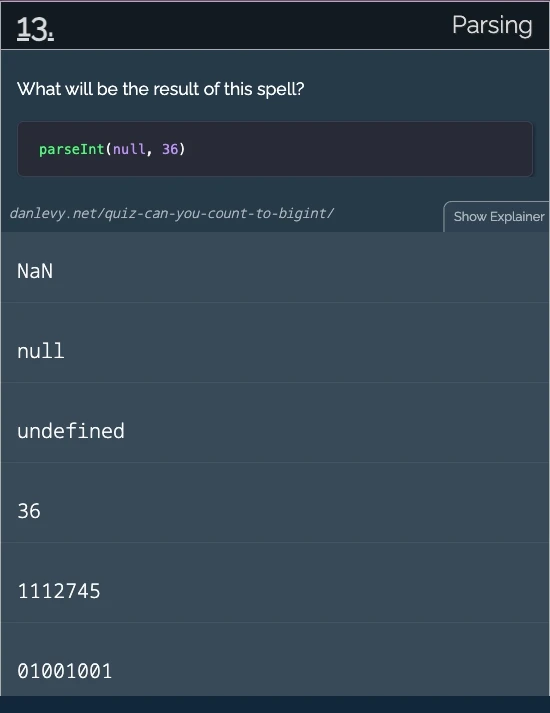 13.
Parsing
What will be the result of this spell?
parseInt(null, 36)
danlevy.net/quiz-can-you-count-to-bigint/
Show Explainer
NaN
null
undefined
36
1112745
01001001